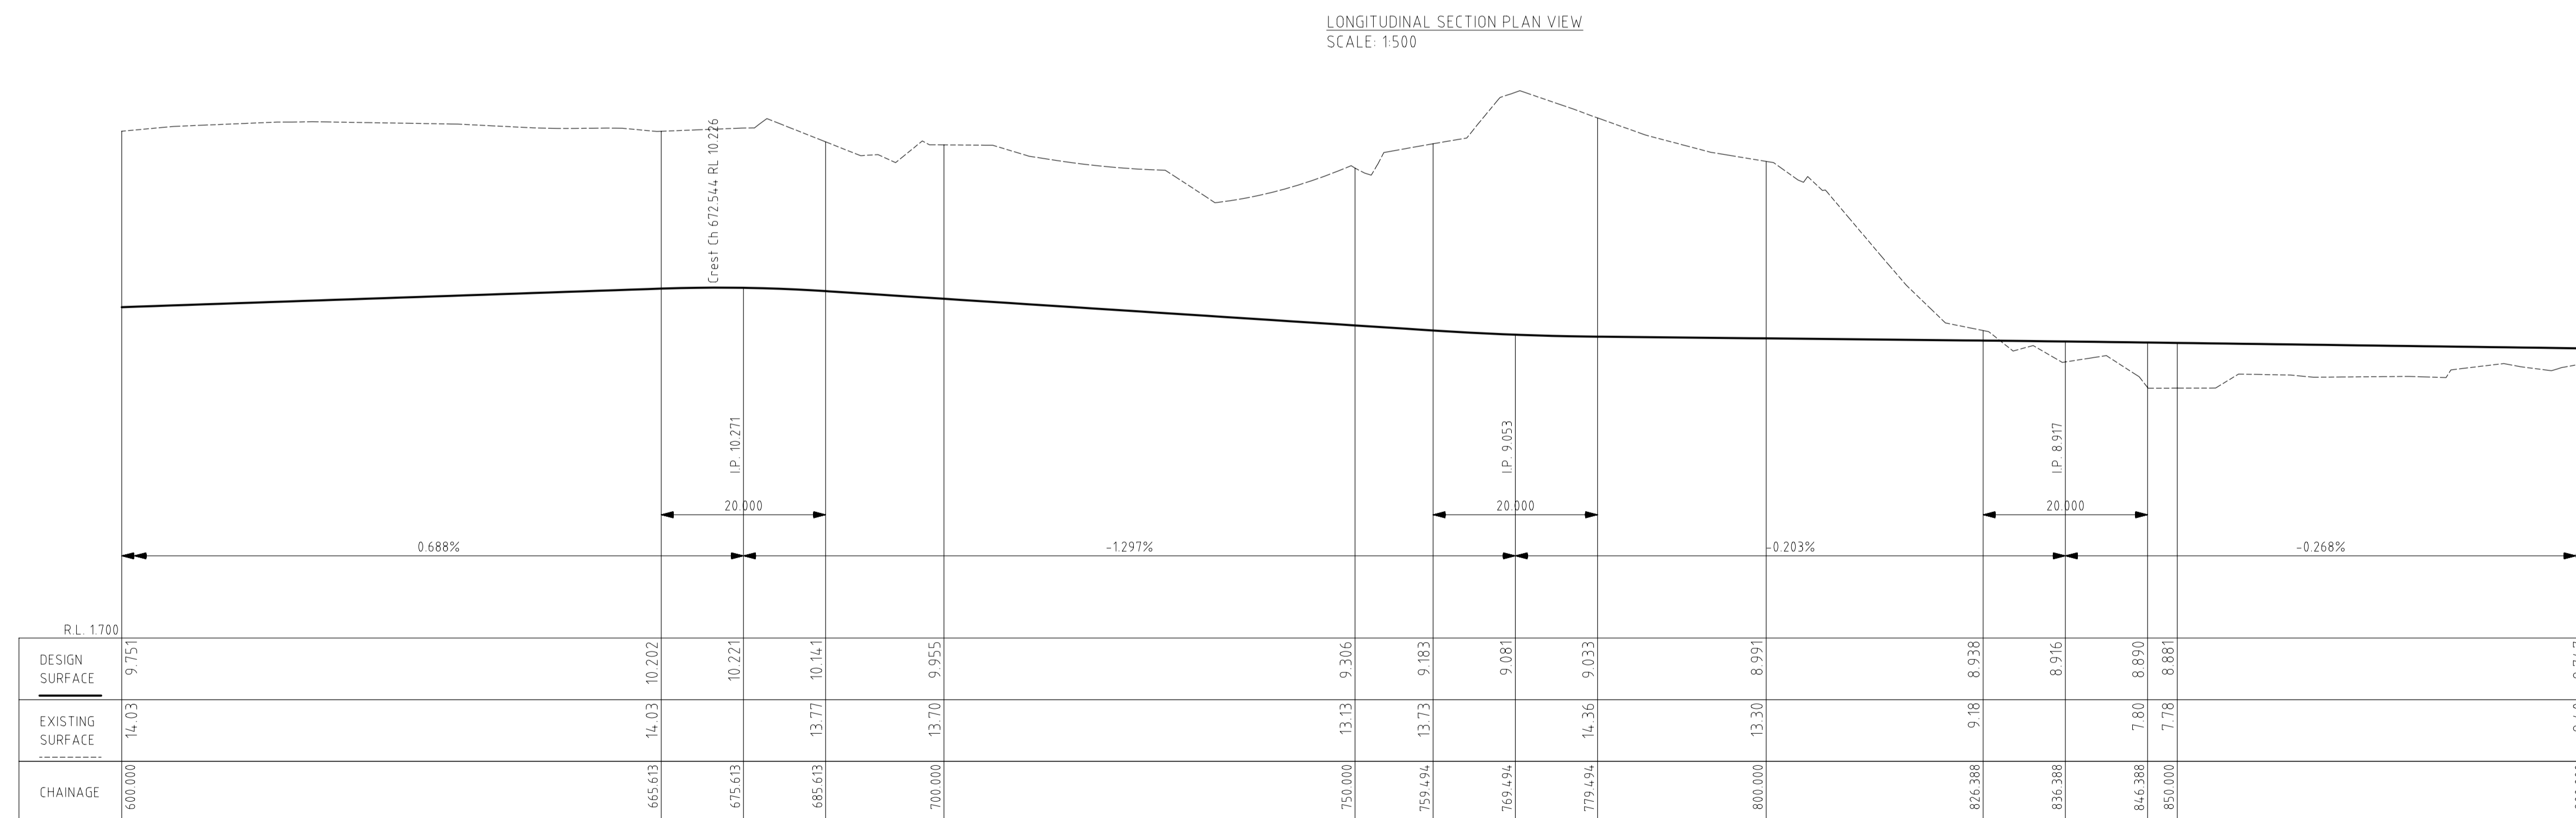 LONGITUDINAL SECTION PLAN VIEW
SCALE: 1:500
Crest Ch 672.544 RL 10.226
I.P. 10.271
I.P. 9.053
I.P. 8.917
20.000
20.000
20.000
0.688%
-1.297%
-0.203%
-0.268%
R.L. 1.700
DESIGN
SURFACE
9.751 10.202 10.221 10.141 9.955 9.306 9.183 9.081 9.033 8.991 8.938 8.916 8.890 8.881
EXISTING
SURFACE
14.03 14.03 13.77 13.70 13.13 13.73 14.36 13.30 9.18 7.80 7.78
CHAINAGE
600.000 665.613 675.613 685.613 700.000 750.000 759.494 769.494 779.494 800.000 826.388 836.388 846.388 850.000